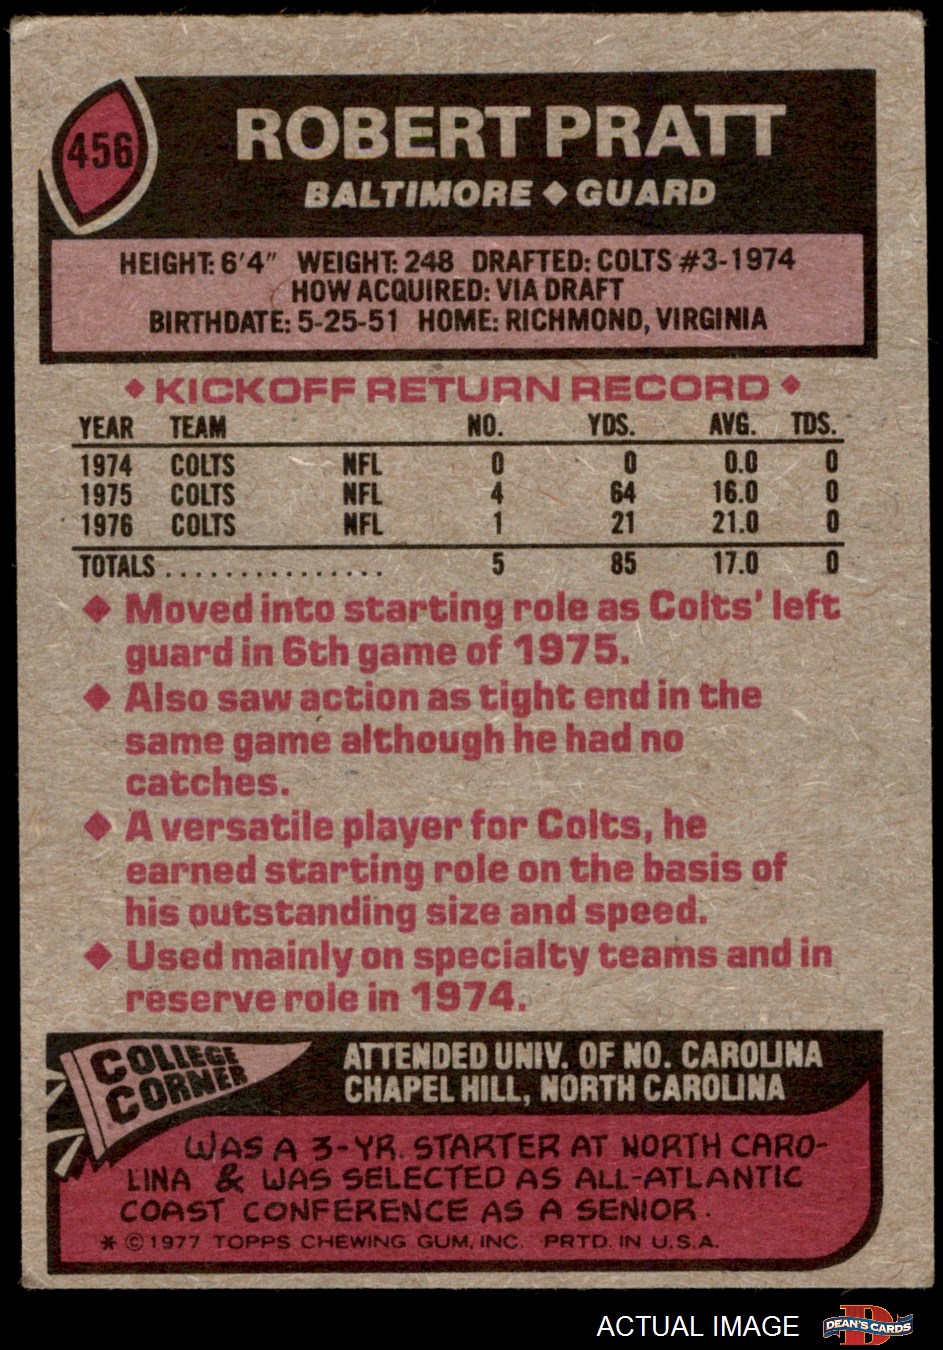 456
ROBERT PRATT
BALTIMORE ◆ GUARD
HEIGHT: 6'4" WEIGHT: 248 DRAFTED: COLTS #3-1974
HOW ACQUIRED: VIA DRAFT
BIRTHDATE: 5-25-51 HOME: RICHMOND, VIRGINIA
◆ KICKOFF RETURN RECORD ◆
YEAR TEAM NO. YDS. AVG. TDS.
1974 COLTS NFL 0 0 0.0 0
1975 COLTS NFL 4 64 16.0 0
1976 COLTS NFL 1 21 21.0 0
TOTALS ................ 5 85 17.0 0
◆ Moved into starting role as Colts' left
guard in 6th game of 1975.
◆ Also saw action as tight end in the
same game although he had no
catches.
◆ A versatile player for Colts, he
earned starting role on the basis of
his outstanding size and speed.
◆ Used mainly on specialty teams and in
reserve role in 1974.
COLLEGE
CORNER
ATTENDED UNIV. OF NO. CAROLINA
CHAPEL HILL, NORTH CAROLINA
WAS A 3-YR. STARTER AT NORTH CARO-
LINA & WAS SELECTED AS ALL-ATLANTIC
COAST CONFERENCE AS A SENIOR.
* © 1977 TOPPS CHEWING GUM, INC. PRTD. IN U.S.A.
ACTUAL IMAGE
D
DEAN'S CARDS